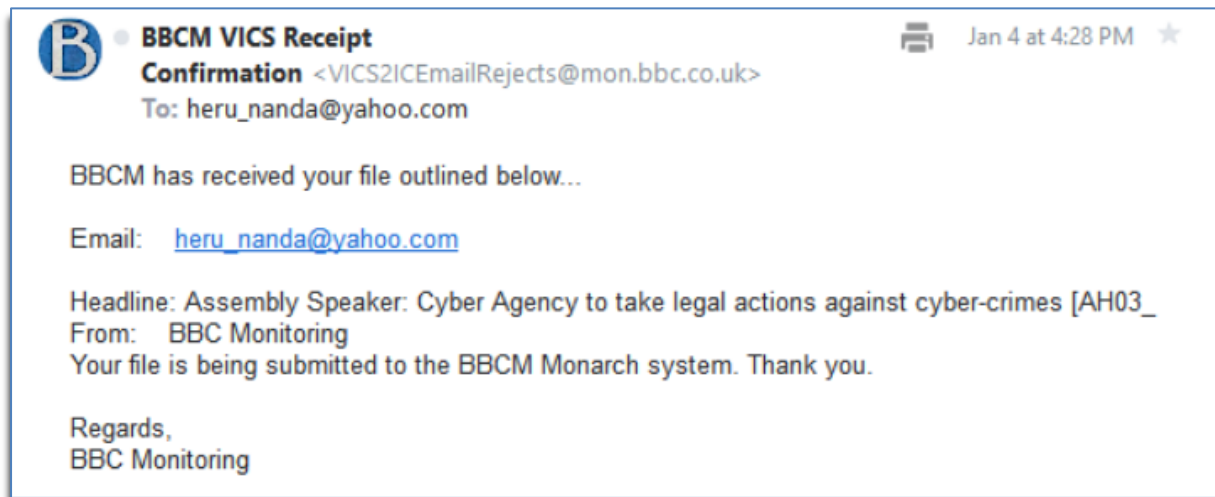 B
BBCM VICS Receipt
Jan 4 at 4:28 PM
Confirmation <VICS2ICEmailRejects@mon.bbc.co.uk>
To: heru_nanda@yahoo.com
BBCM has received your file outlined below...
Email: heru_nanda@yahoo.com
Headline: Assembly Speaker: Cyber Agency to take legal actions against cyber-crimes [AH03_
From: BBC Monitoring
Your file is being submitted to the BBCM Monarch system. Thank you.
Regards,
BBC Monitoring